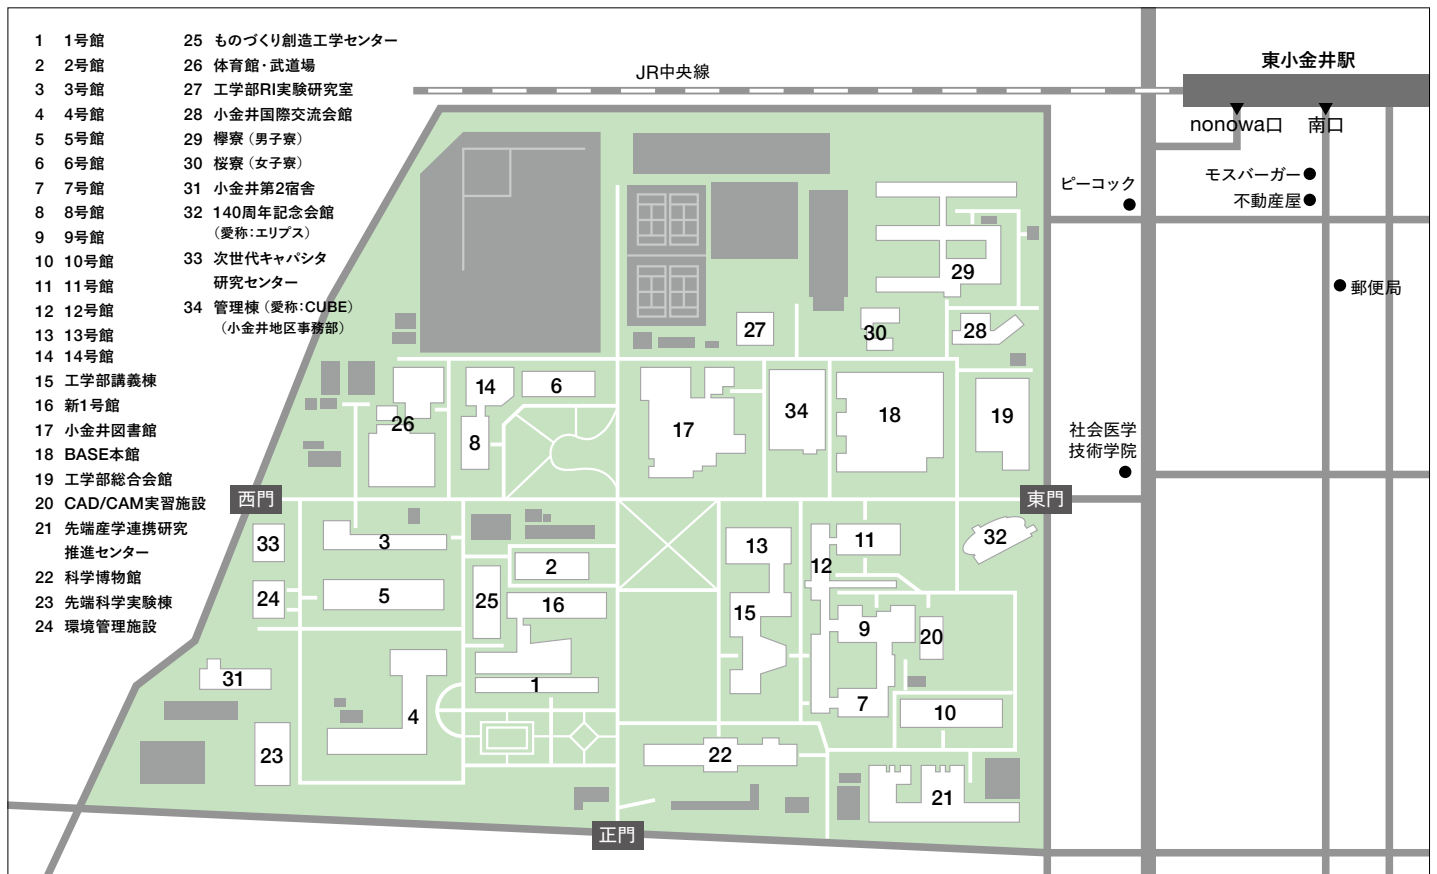 1 1号館
2 2号館
3 3号館
4 4号館
5 5号館
6 6号館
7 7号館
8 8号館
9 9号館
10 10号館
11 11号館
12 12号館
13 13号館
14 14号館
15 工学部講義棟
16 新1号館
17 小金井図書館
18 BASE本館
19 工学部総合会館
20 CAD/CAM実習施設
21 先端産学連携研究
推進センター
22 科学博物館
23 先端科学実験棟
24 環境管理施設
25 ものづくり創造工学センター
26 体育館・武道場
27 工学部RI実験研究室
28 小金井国際交流会館
29 欅寮（男子寮）
30 桜寮（女子寮）
31 小金井第2宿舎
32 140周年記念会館
（愛称：エリプス）
33 次世代キャパシタ
研究センター
34 管理棟（愛称：CUBE）
（小金井地区事務部）
JR中央線
東小金井駅
nonowa口
南口
モスバーガー
不動産屋
ピーコック
郵便局
社会医学
技術学院
29
27
30
28
14
6
26
8
17
34
18
19
西門
東門
33
3
2
13
11
12
32
24
5
25
16
15
9
20
31
1
4
7
10
23
22
21
正門